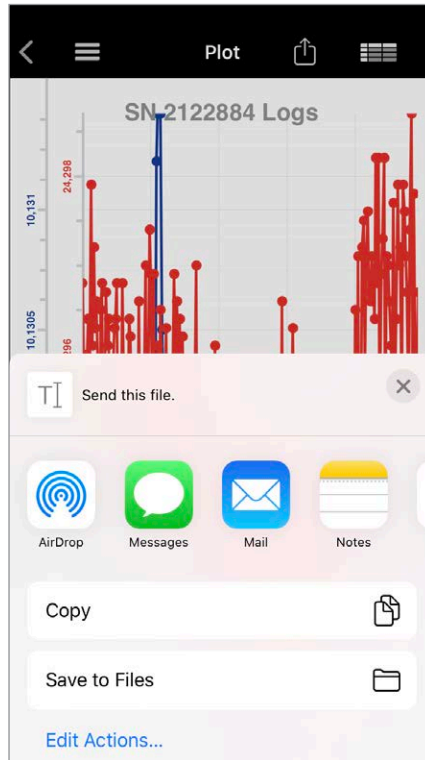 Plot
SN 2122884 Logs
10,131
24,298
10,1305
296
Send this file.
AirDrop
Messages
Mail
Notes
Copy
Save to Files
Edit Actions...